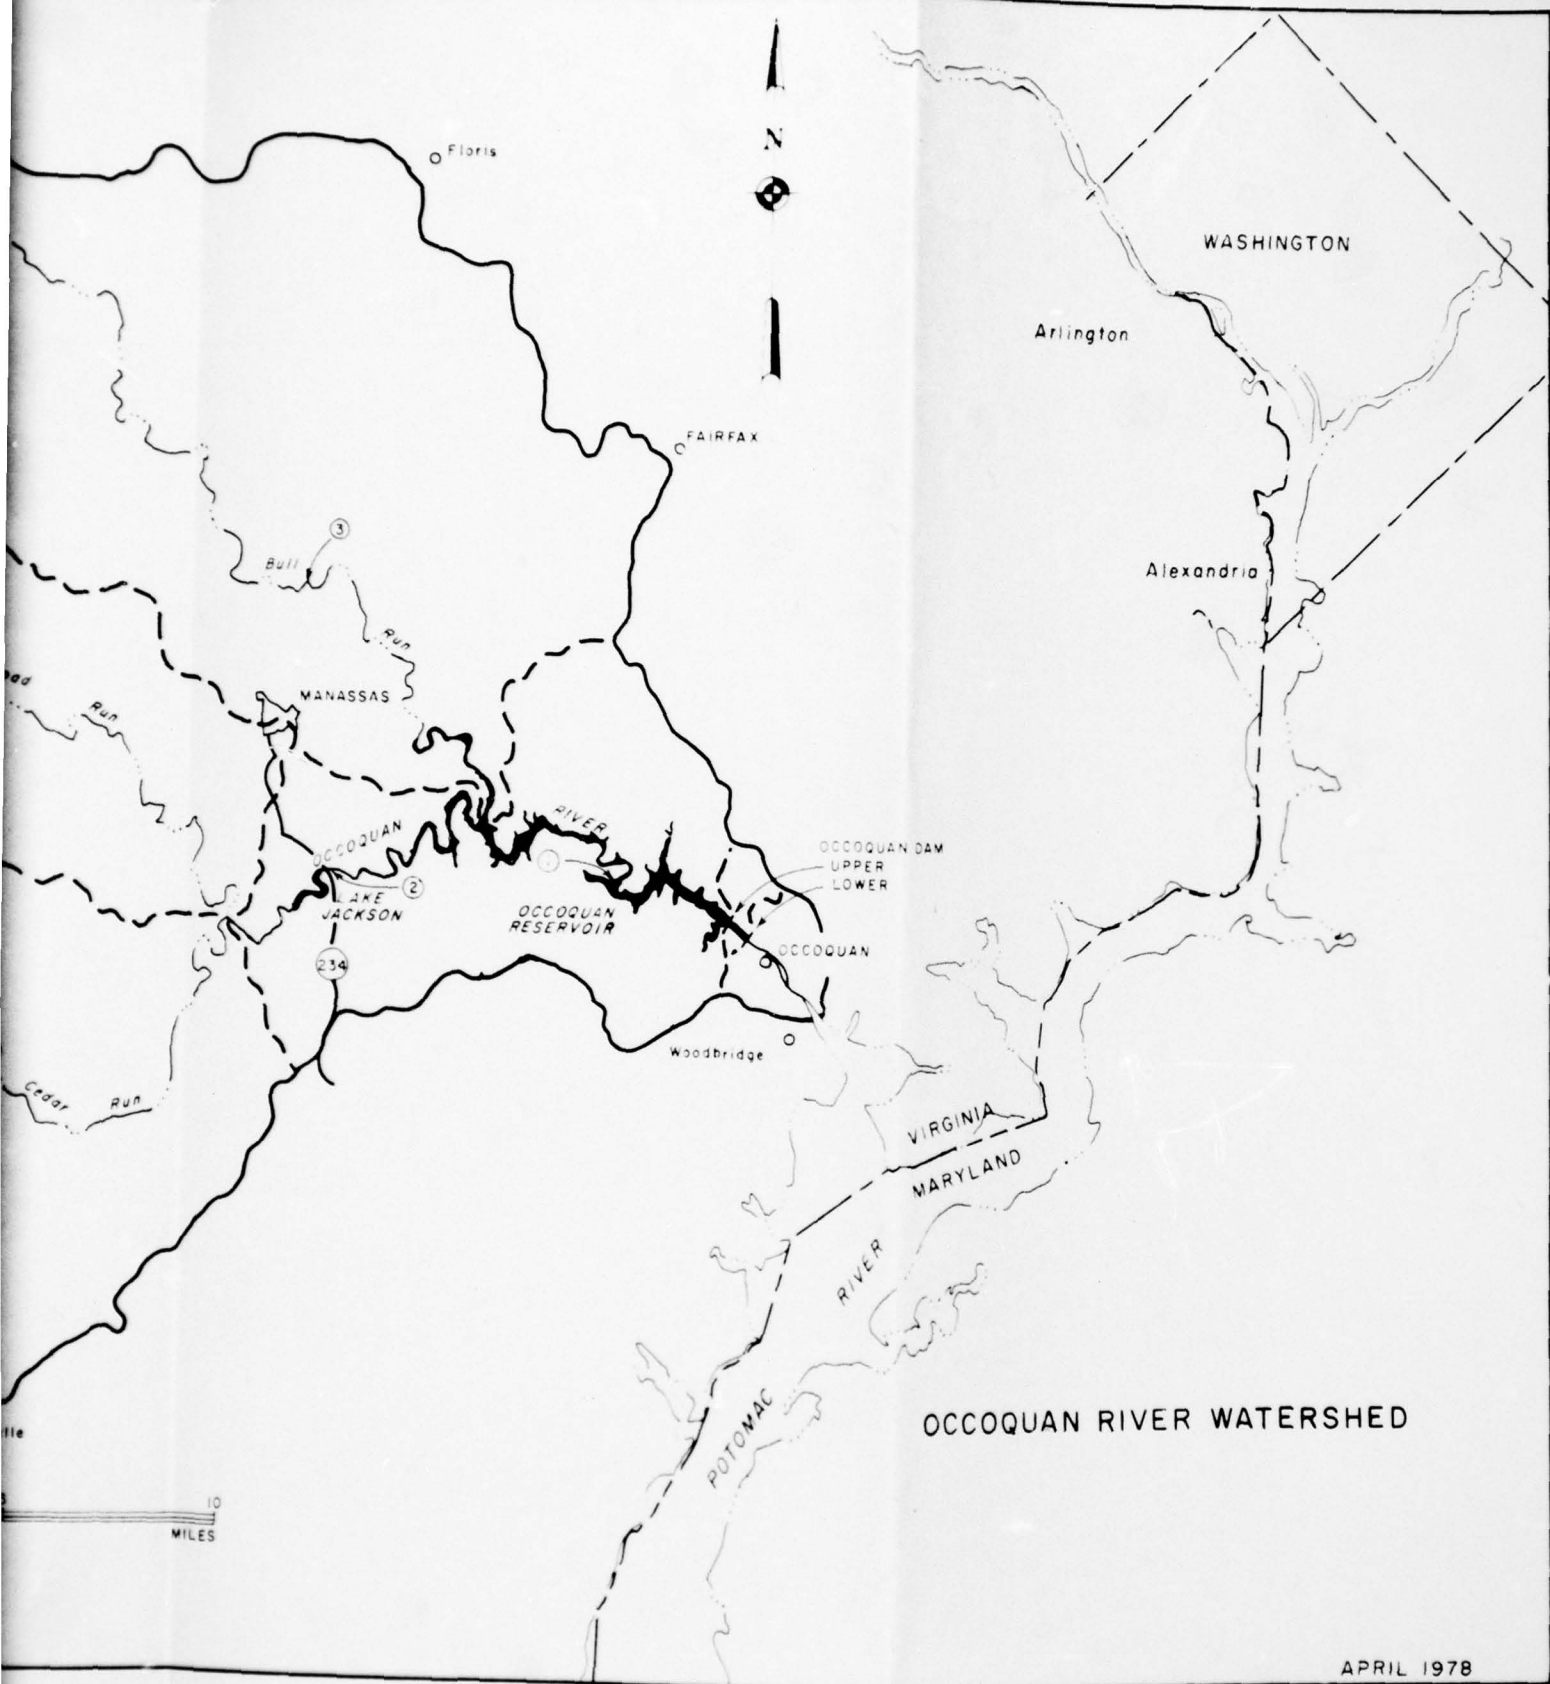 Floris
N
WASHINGTON
Arlington
FAIRFAX
3
Bull
Run
Alexandria
MANASSAS
Run
OCCOQUAN
RIVER
OCCOQUAN DAM
UPPER
LOWER
2
LAKE
JACKSON
OCCOQUAN
RESERVOIR
OCCOQUAN
234
Woodbridge
Cedar Run
VIRGINIA
MARYLAND
POTOMAC RIVER
OCCOQUAN RIVER WATERSHED
10
MILES
APRIL 1978